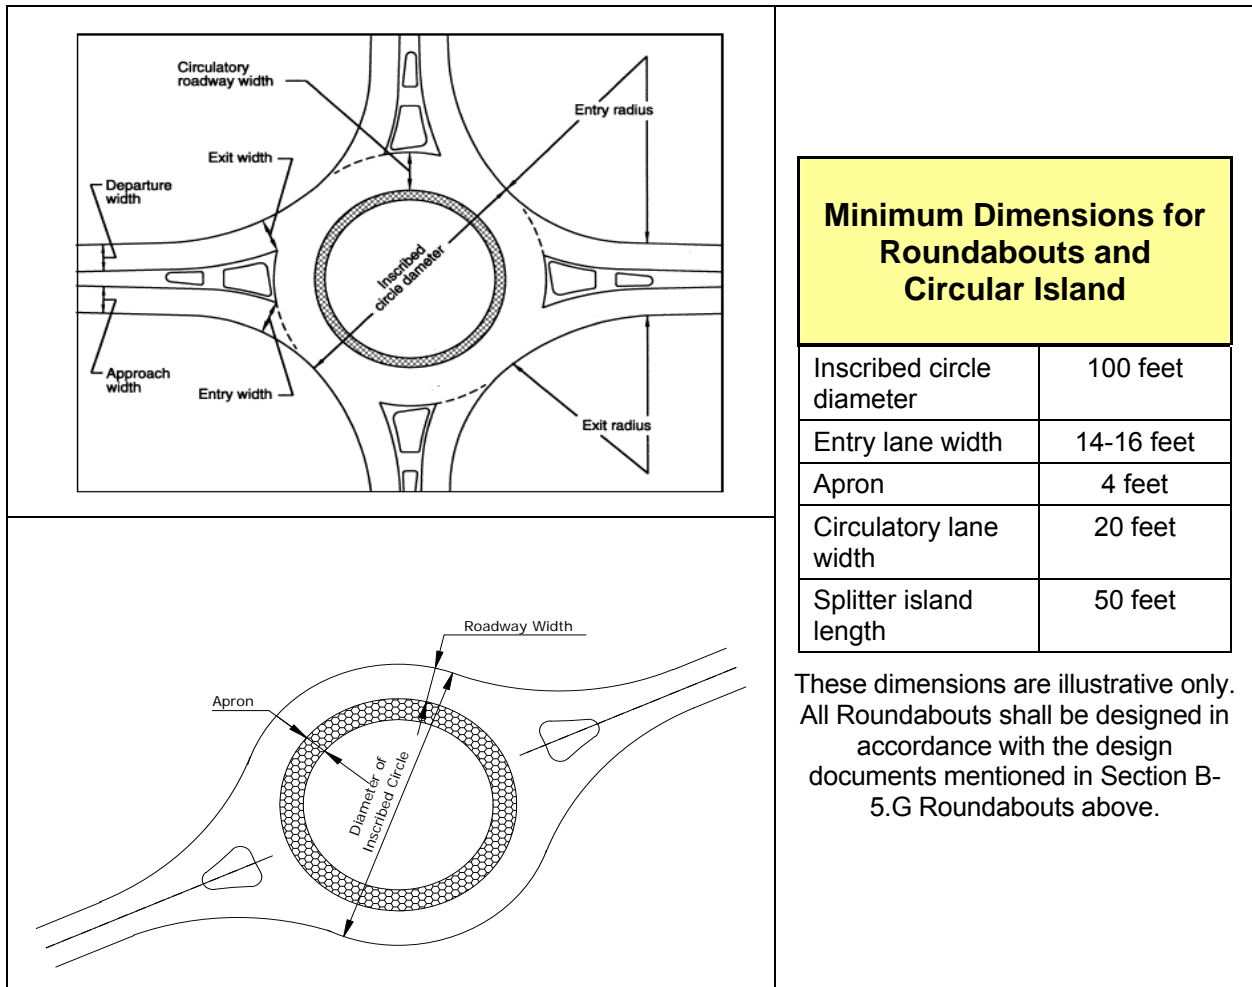 Circulatory
roadway width
Entry radius
Exit width
Departure
width
Inscribed
circle dameter
Approach
width
Entry width
Exit radius
Roadway Width
Apron
Diameter of
Inscribed Circle
Minimum Dimensions for
Roundabouts and
Circular Island
Inscribed circle
diameter
100 feet
Entry lane width
14-16 feet
Apron
4 feet
Circulatory lane
width
20 feet
Splitter island
length
50 feet
These dimensions are illustrative only.
All Roundabouts shall be designed in
accordance with the design
documents mentioned in Section B-
5.G Roundabouts above.